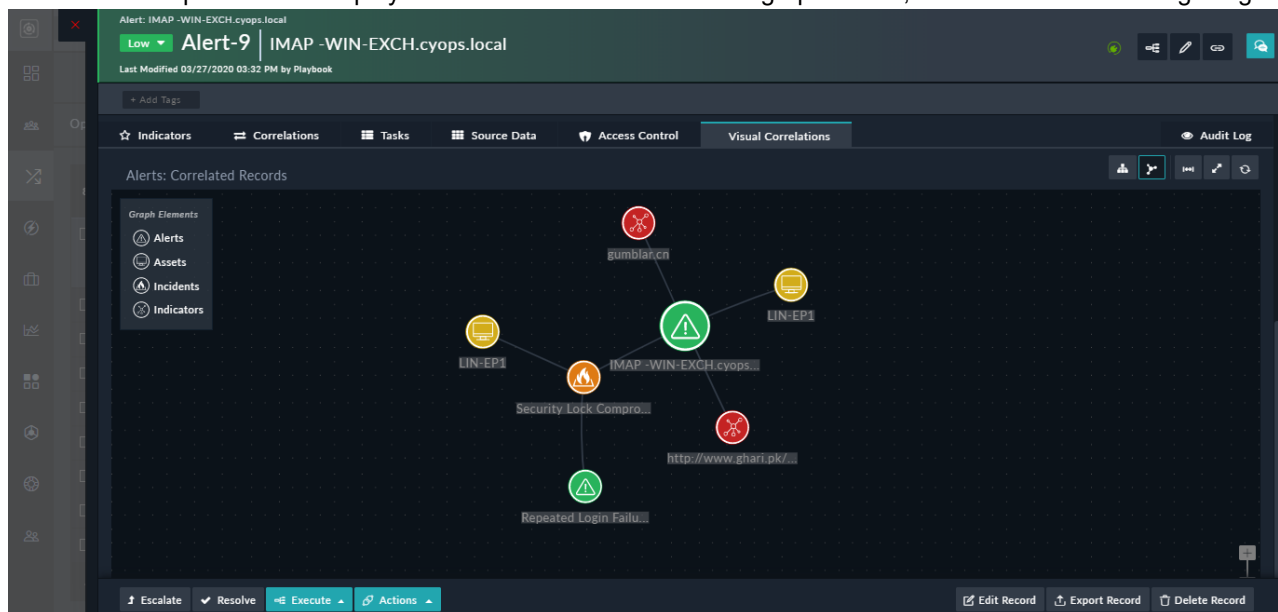 Alert: IMAP -WIN-EXCH.cyops.local
Low Alert-9 IMAP -WIN-EXCH.cyops.local
Last Modified 03/27/2020 03:32 PM by Playbook
+ Add Tags
Indicators Correlations Tasks Source Data Access Control Visual Correlations Audit Log
Alerts: Correlated Records
Graph Elements
Alerts
Assets
Incidents
Indicators
gumblar.cn
LIN-EP1
LIN-EP1
IMAP -WIN-EXCH.cyops...
Security Lock Compro...
http://www.ghari.pk/...
Repeated Login Failu...
Escalate Resolve Execute Actions Edit Record Export Record Delete Record